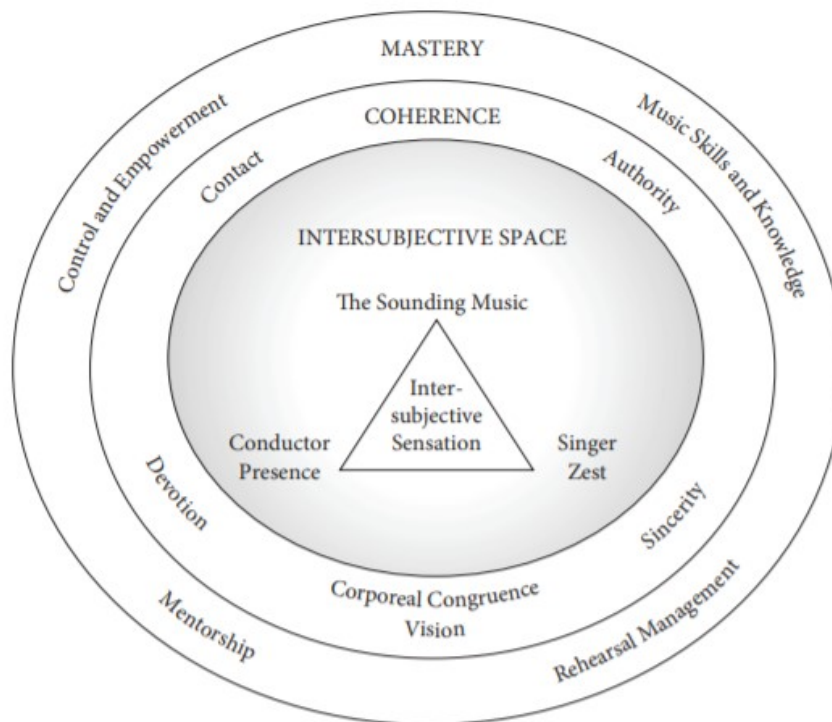 MASTERY
Control and Empowerment
Music Skills and Knowledge
COHERENCE
Contact
Authority
INTERSUBJECTIVE SPACE
The Sounding Music
Inter-
subjective
Sensation
Conductor
Presence
Singer
Zest
Devotion
Sincerity
Corporeal Congruence
Vision
Mentorship
Rehearsal Management